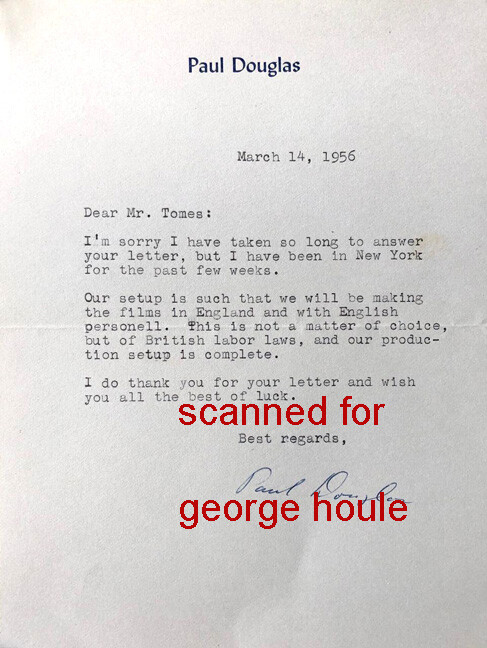 Paul Douglas
March 14, 1956
Dear Mr. Tomes:
I'm sorry I have taken so long to answer
your letter, but I have been in New York
for the past few weeks.
Our setup is such that we will be making
the films in England and with English
personell. This is not a matter of choice,
but of British labor laws, and our produc-
tion setup is complete.
I do thank you for your letter and wish
you all the best of luck.
scanned for
Best regards,
Paul Douglas
george houle